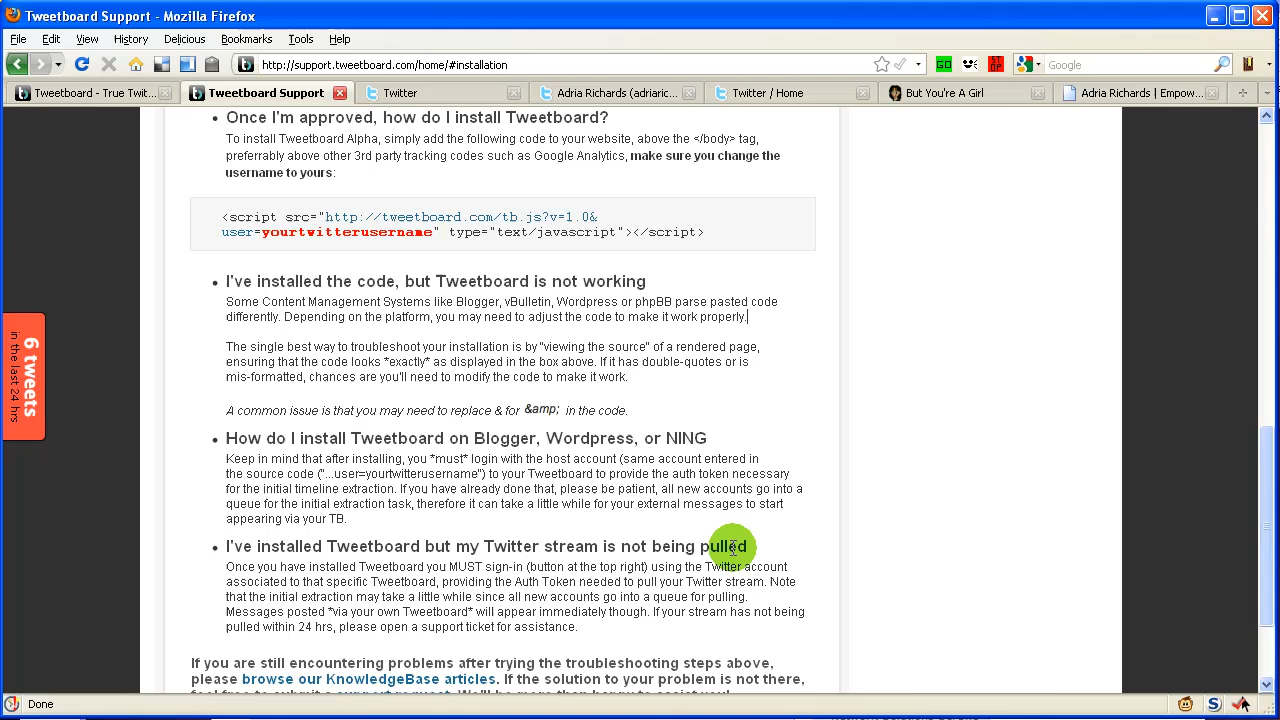 Tweetboard Support - Mozilla Firefox
File Edit View History Delicious Bookmarks Tools Help
http://support.tweetboard.com/home/#installation
GO
STOP
Google
Tweetboard - True Twit...
Tweetboard Support
Twitter
Adria Richards (adriaric...
Twitter / Home
But You're A Girl
Adria Richards | Empow...
Once I'm approved, how do I install Tweetboard?
To install Tweetboard Alpha, simply add the following code to your website, above the </body> tag,
preferrably above other 3rd party tracking codes such as Google Analytics, make sure you change the
username to yours:
<script src="http://tweetboard.com/tb.js?v=1.0&
user=yourtwitterusername" type="text/javascript"></script>
I've installed the code, but Tweetboard is not working
Some Content Management Systems like Blogger, vBulletin, Wordpress or phpBB parse pasted code
differently. Depending on the platform, you may need to adjust the code to make it work properly.
The single best way to troubleshoot your installation is by "viewing the source" of a rendered page,
ensuring that the code looks *exactly* as displayed in the box above. If it has double-quotes or is
mis-formatted, chances are you'll need to modify the code to make it work.
A common issue is that you may need to replace & for &amp; in the code.
6 tweets
in the last 24 hrs
How do I install Tweetboard on Blogger, Wordpress, or NING
Keep in mind that after installing, you *must* login with the host account (same account entered in
the source code ("...user=yourtwitterusername") to your Tweetboard to provide the auth token necessary
for the initial timeline extraction. If you have already done that, please be patient, all new accounts go into a
queue for the initial extraction task, therefore it can take a little while for your external messages to start
appearing via your TB.
I've installed Tweetboard but my Twitter stream is not being pulled
Once you have installed Tweetboard you MUST sign-in (button at the top right) using the Twitter account
associated to that specific Tweetboard, providing the Auth Token needed to pull your Twitter stream. Note
that the initial extraction may take a little while since all new accounts go into a queue for pulling.
Messages posted *via your own Tweetboard* will appear immediately though. If your stream has not being
pulled within 24 hrs, please open a support ticket for assistance.
If you are still encountering problems after trying the troubleshooting steps above,
please browse our KnowledgeBase articles. If the solution to your problem is not there,
feel free to submit a support request. We'll be more than happy to assist you!
Done